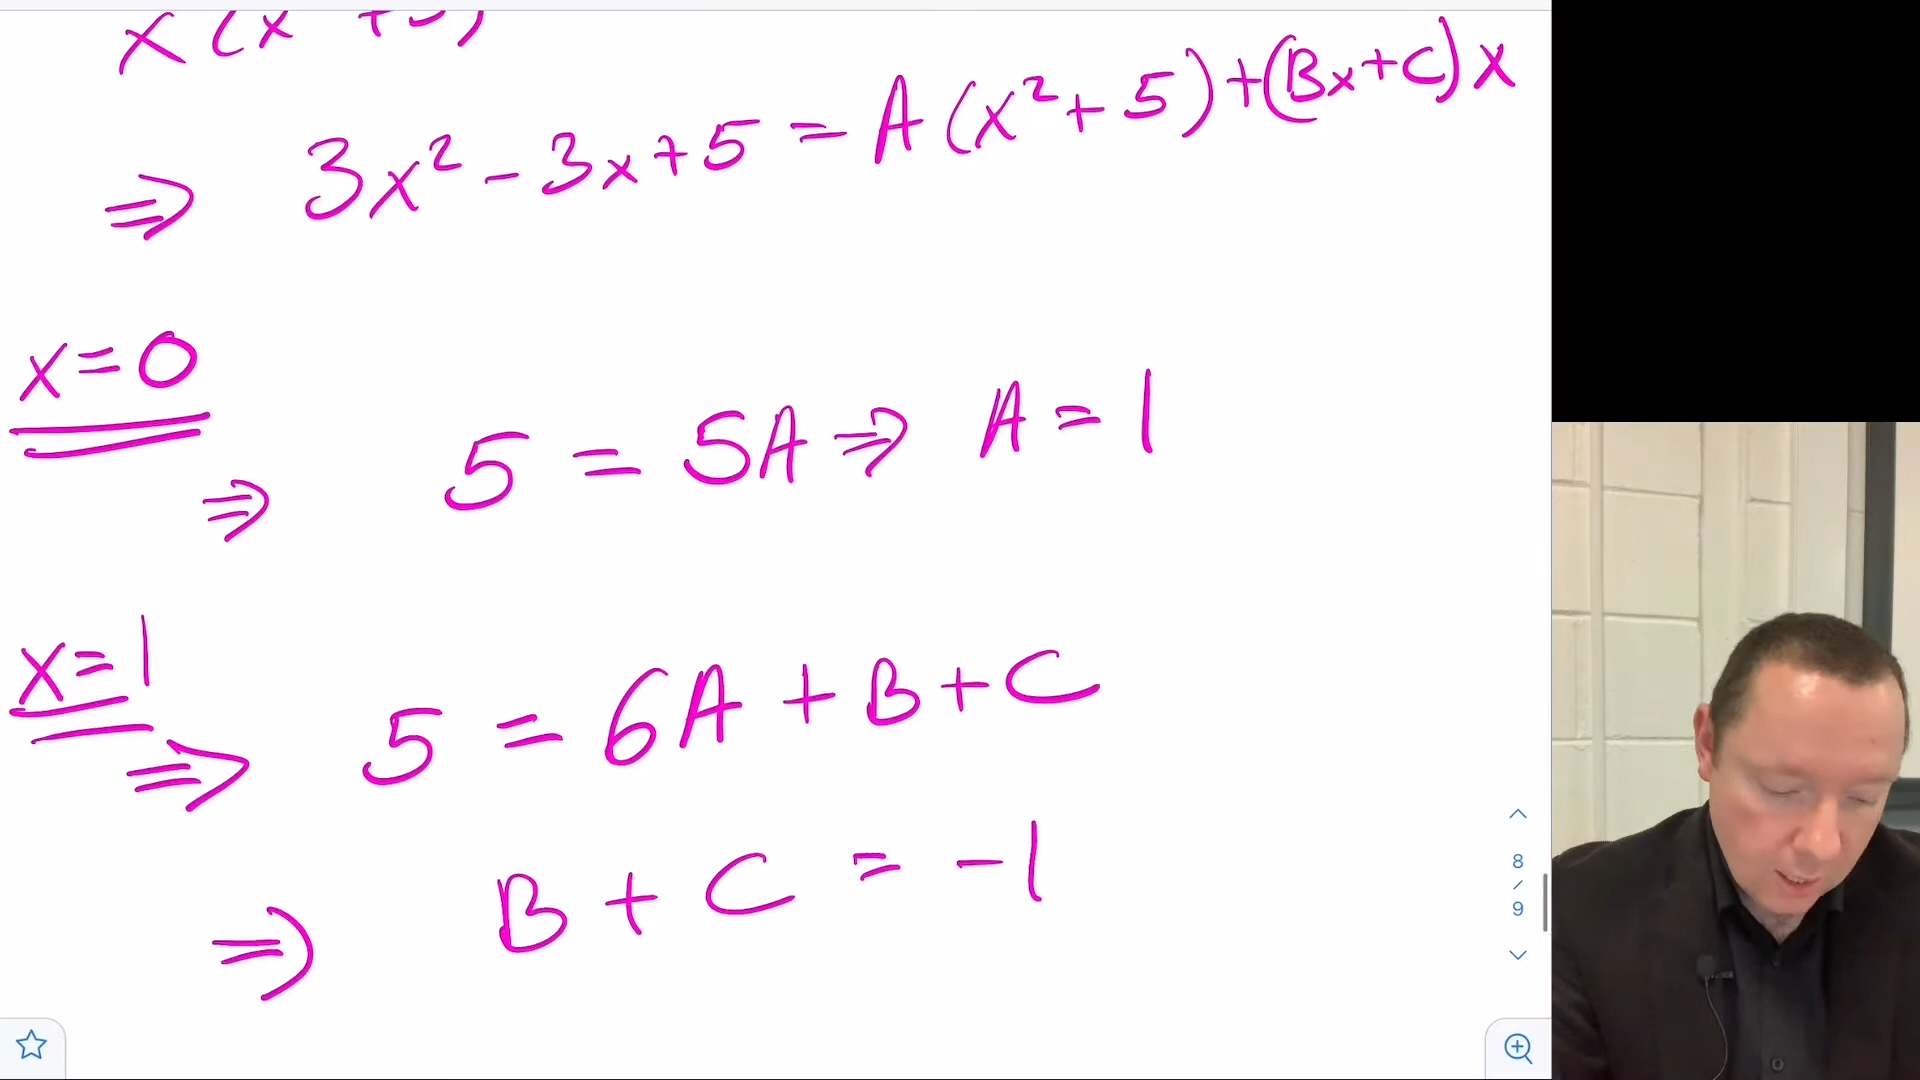 ⇒ 3x² - 3x + 5 = A(x² + 5) + (Bx + C)x
x = 0
⇒ 5 = 5A ⇒ A = 1
x = 1
⇒ 5 = 6A + B + C
⇒ B + C = -1
8
/
9